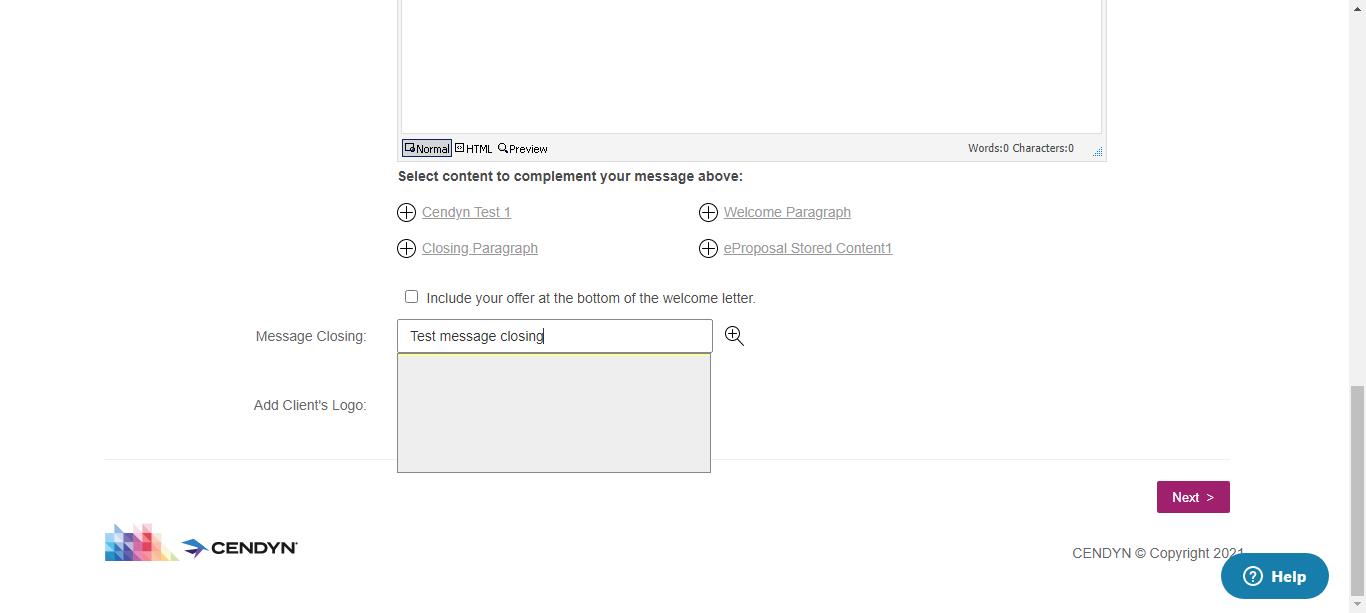 Normal HTML Preview Words:0 Characters:0
Select content to complement your message above:
Cendyn Test 1 Welcome Paragraph
Closing Paragraph eProposal Stored Content1
Include your offer at the bottom of the welcome letter.
Message Closing: Test message closing
Add Client's Logo:
Next >
CENDYN CENDYN © Copyright 2021
? Help